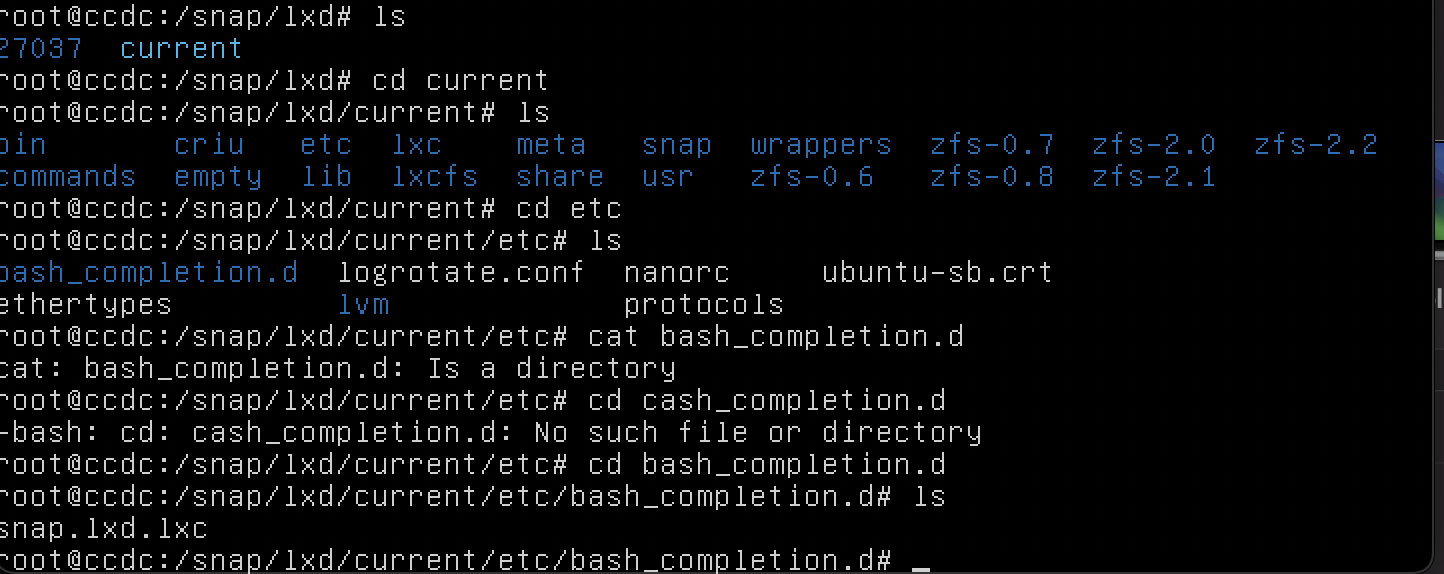 root@ccdc:/snap/lxd# ls
27037  current
root@ccdc:/snap/lxd# cd current
root@ccdc:/snap/lxd/current# ls
bin       criu   etc  lxc    meta   snap  wrappers  zfs-0.7  zfs-2.0  zfs-2.2
commands  empty  lib  lxcfs  share  usr   zfs-0.6   zfs-0.8  zfs-2.1
root@ccdc:/snap/lxd/current# cd etc
root@ccdc:/snap/lxd/current/etc# ls
bash_completion.d  logrotate.conf  nanorc     ubuntu-sb.crt
ethertypes         lvm             protocols
root@ccdc:/snap/lxd/current/etc# cat bash_completion.d
cat: bash_completion.d: Is a directory
root@ccdc:/snap/lxd/current/etc# cd cash_completion.d
-bash: cd: cash_completion.d: No such file or directory
root@ccdc:/snap/lxd/current/etc# cd bash_completion.d
root@ccdc:/snap/lxd/current/etc/bash_completion.d# ls
snap.lxd.lxc
root@ccdc:/snap/lxd/current/etc/bash_completion.d# _